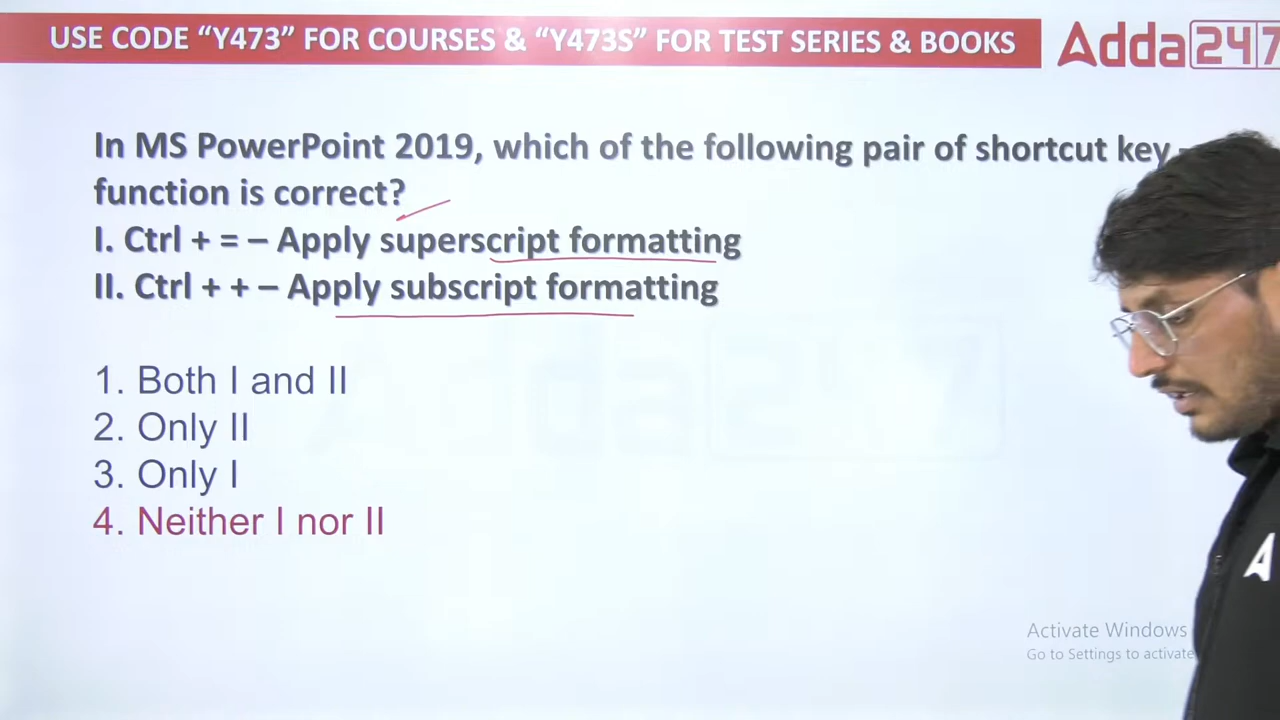 USE CODE “Y473” FOR COURSES & “Y473S” FOR TEST SERIES & BOOKS
Adda247
In MS PowerPoint 2019, which of the following pair of shortcut key –
function is correct?
I. Ctrl + = – Apply superscript formatting
II. Ctrl + + – Apply subscript formatting
1. Both I and II
2. Only II
3. Only I
4. Neither I nor II
Activate Windows
Go to Settings to activate